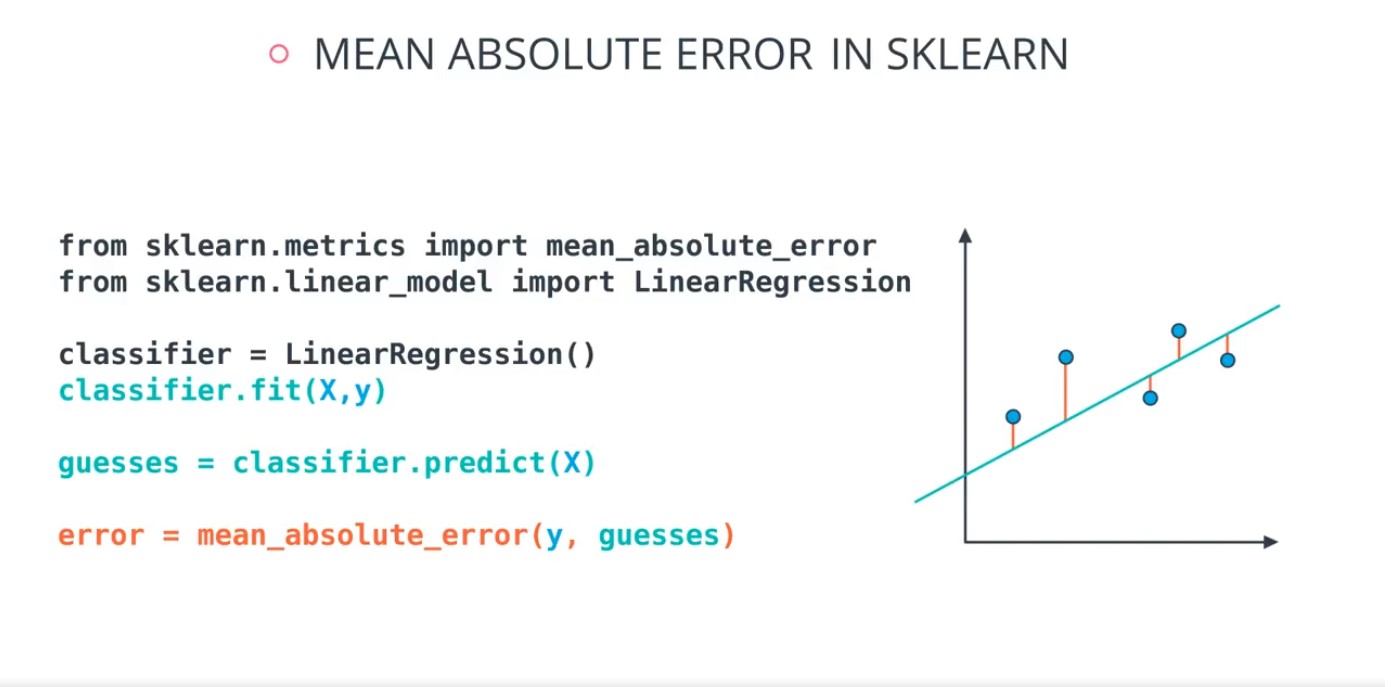 MEAN ABSOLUTE ERROR IN SKLEARN
from sklearn.metrics import mean_absolute_error
from sklearn.linear_model import LinearRegression
classifier = LinearRegression()
classifier.fit(X,y)
guesses = classifier.predict(X)
error = mean_absolute_error(y, guesses)